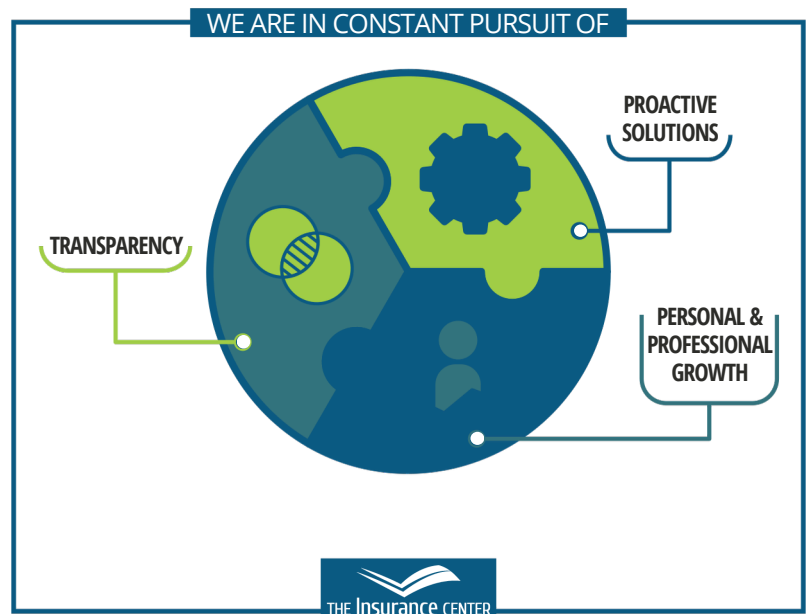 WE ARE IN CONSTANT PURSUIT OF
PROACTIVE
SOLUTIONS
TRANSPARENCY
PERSONAL &
PROFESSIONAL
GROWTH
THE Insurance CENTER